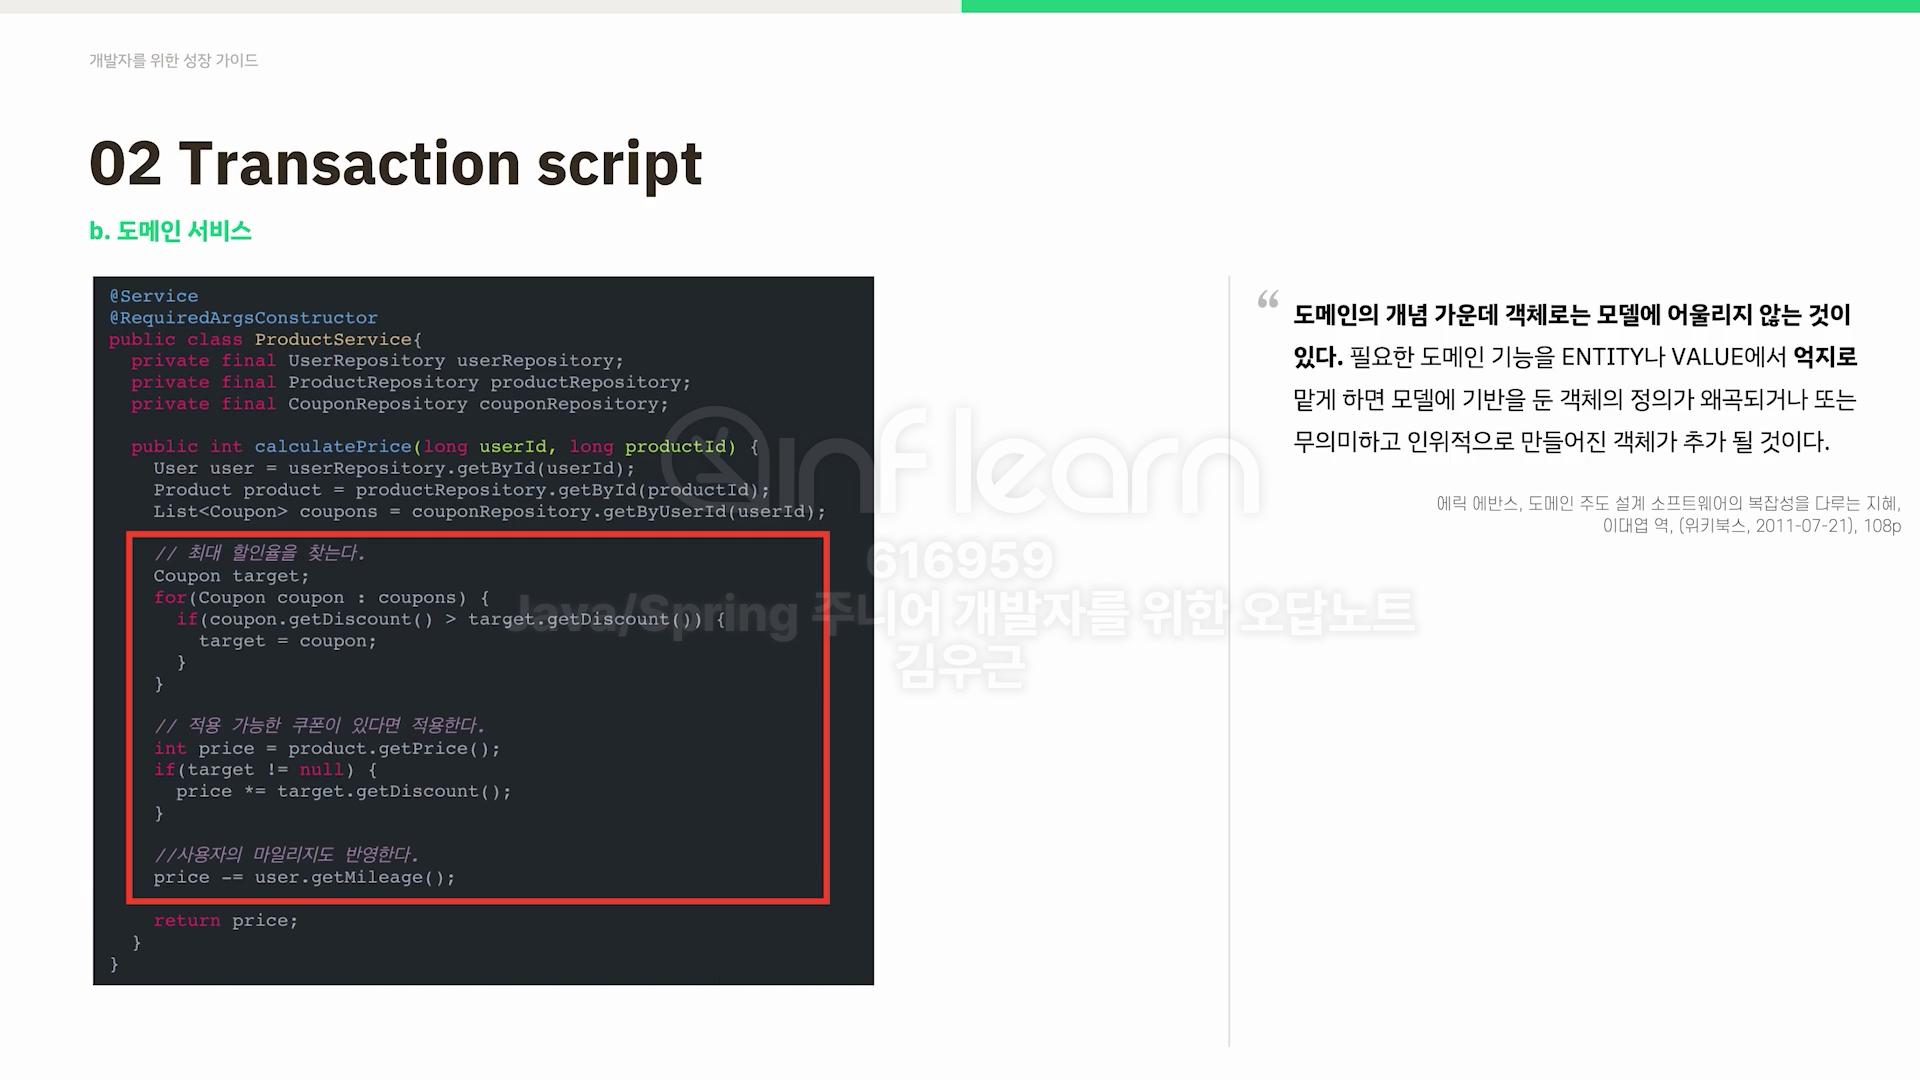 개발자를 위한 성장 가이드
02 Transaction script
b. 도메인 서비스
@Service
@RequiredArgsConstructor
public class ProductService{
  private final UserRepository userRepository;
  private final ProductRepository productRepository;
  private final CouponRepository couponRepository;
  public int calculatePrice(long userId, long productId) {
    User user = userRepository.getById(userId);
    Product product = productRepository.getById(productId);
    List<Coupon> coupons = couponRepository.getByUserId(userId);
    // 최대 할인율을 찾는다.
    Coupon target;
    for(Coupon coupon : coupons) {
      if(coupon.getDiscount() > target.getDiscount()) {
        target = coupon;
      }
    }
    // 적용 가능한 쿠폰이 있다면 적용한다.
    int price = product.getPrice();
    if(target != null) {
      price *= target.getDiscount();
    }
    //사용자의 마일리지도 반영한다.
    price -= user.getMileage();
    return price;
  }
}
“
도메인의 개념 가운데 객체로는 모델에 어울리지 않는 것이
있다. 필요한 도메인 기능을 ENTITY나 VALUE에서 억지로
맡게 하면 모델에 기반을 둔 객체의 정의가 왜곡되거나 또는
무의미하고 인위적으로 만들어진 객체가 추가 될 것이다.
에릭 에반스, 도메인 주도 설계 소프트웨어의 복잡성을 다루는 지혜,
이대엽 역, (위키북스, 2011-07-21), 108p
inflearn
616959
Java/Spring 주니어 개발자를 위한 오답노트
김우근